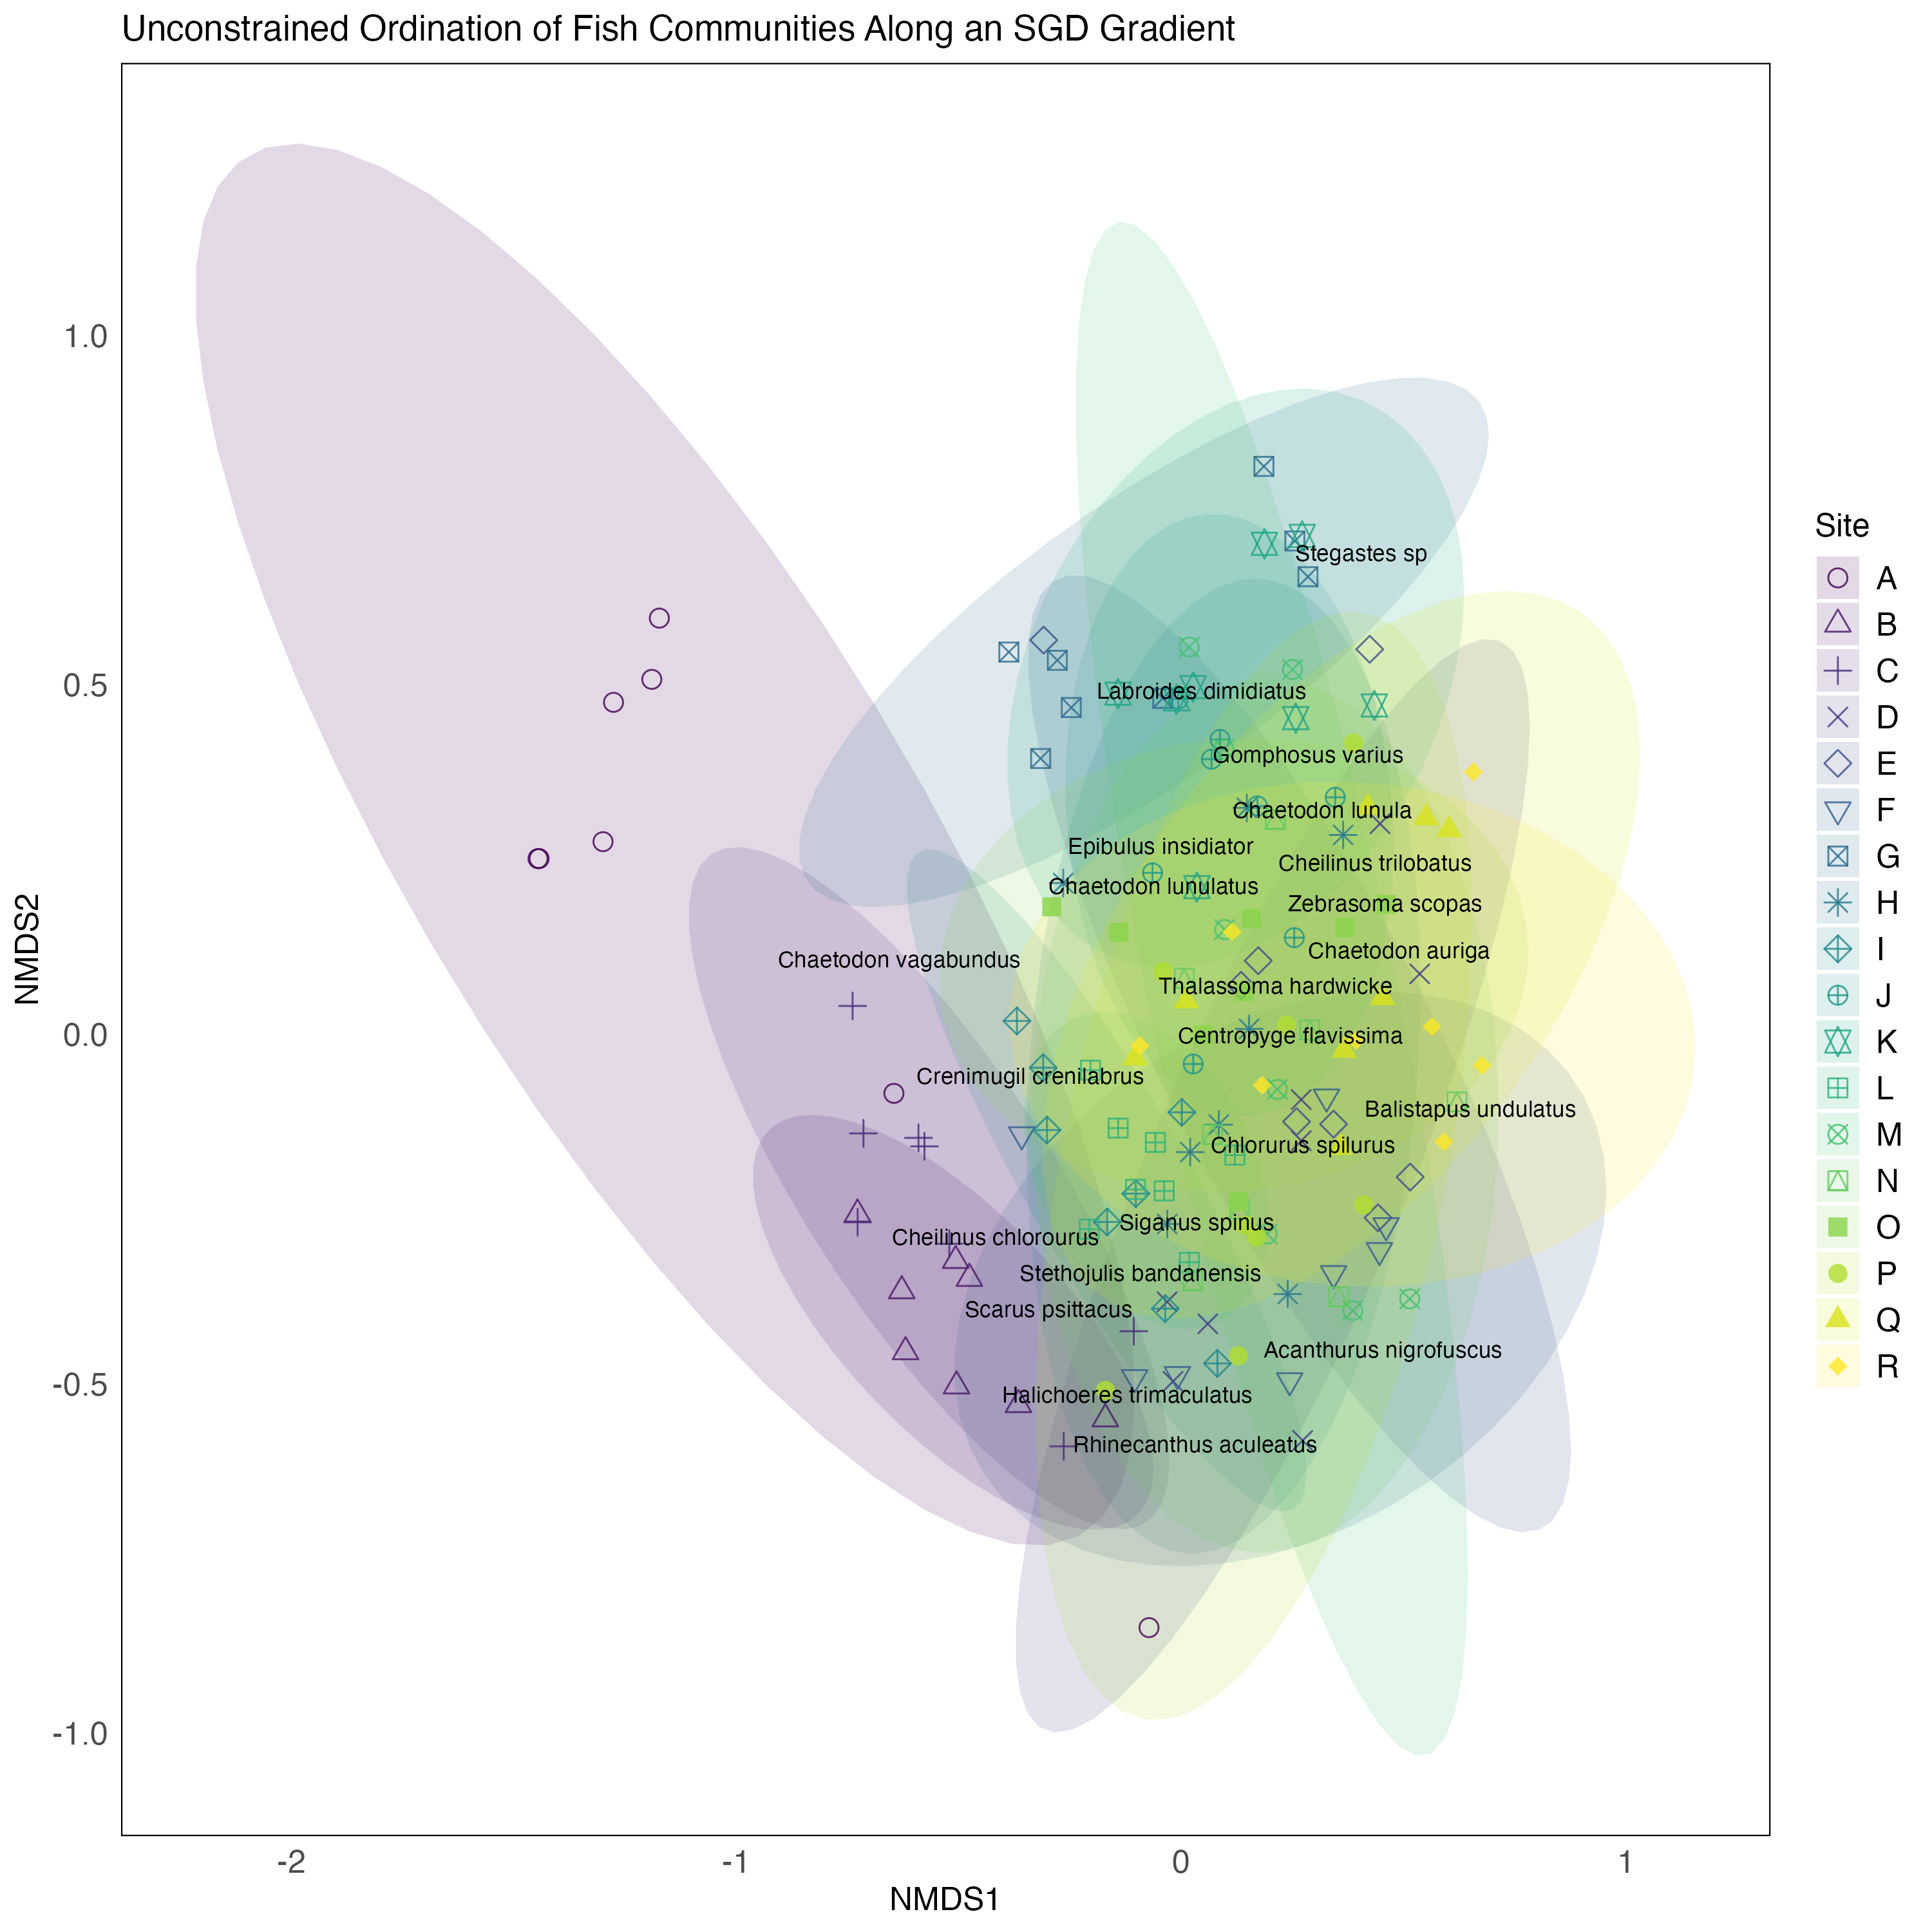 Unconstrained Ordination of Fish Communities Along an SGD Gradient
1.0
0.5
0.0
-0.5
-1.0
NMDS2
Stegastes sp
Labroides dimidiatus
Gomphosus varius
Chaetodon lunula
Epibulus insidiator
Cheilinus trilobatus
Chaetodon lunulatus
Zebrasoma scopas
Chaetodon auriga
Chaetodon vagabundus
Thalassoma hardwicke
Centropyge flavissima
Crenimugil crenilabrus
Balistapus undulatus
Chlorurus spilurus
Siganus spinus
Cheilinus chlorourus
Stethojulis bandanensis
Scarus psittacus
Acanthurus nigrofuscus
Halichoeres trimaculatus
Rhinecanthus aculeatus
-2
-1
0
1
NMDS1
Site
A
B
C
D
E
F
G
H
I
J
K
L
M
N
O
P
Q
R